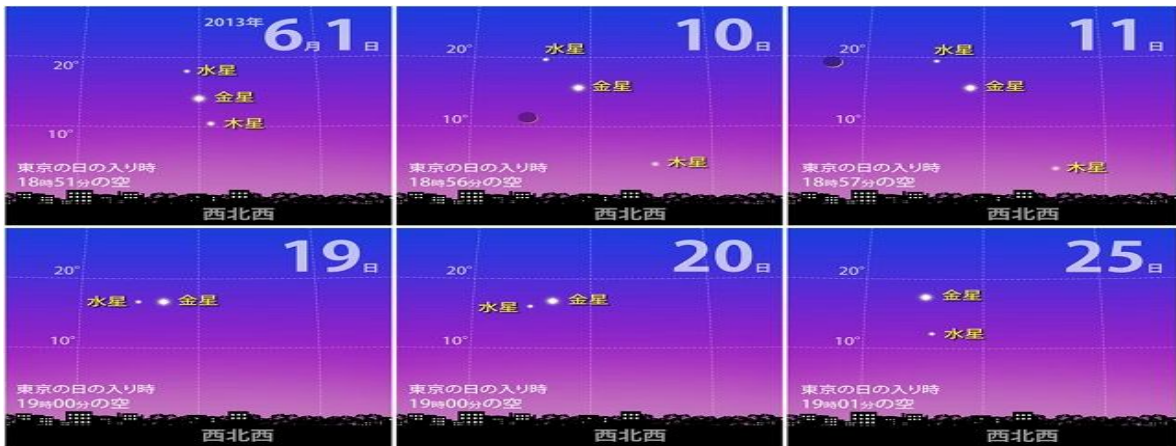 2013年
6月1日
20°
水星
金星
木星
10°
東京の日の入り時
18時51分の空
西北西
10日
20°
水星
金星
10°
木星
東京の日の入り時
18時56分の空
西北西
11日
20°
水星
金星
10°
木星
東京の日の入り時
18時57分の空
西北西
19日
20°
水星 金星
10°
東京の日の入り時
19時00分の空
西北西
20日
20°
水星 金星
10°
東京の日の入り時
19時00分の空
西北西
25日
20°
金星
水星
10°
東京の日の入り時
19時01分の空
西北西